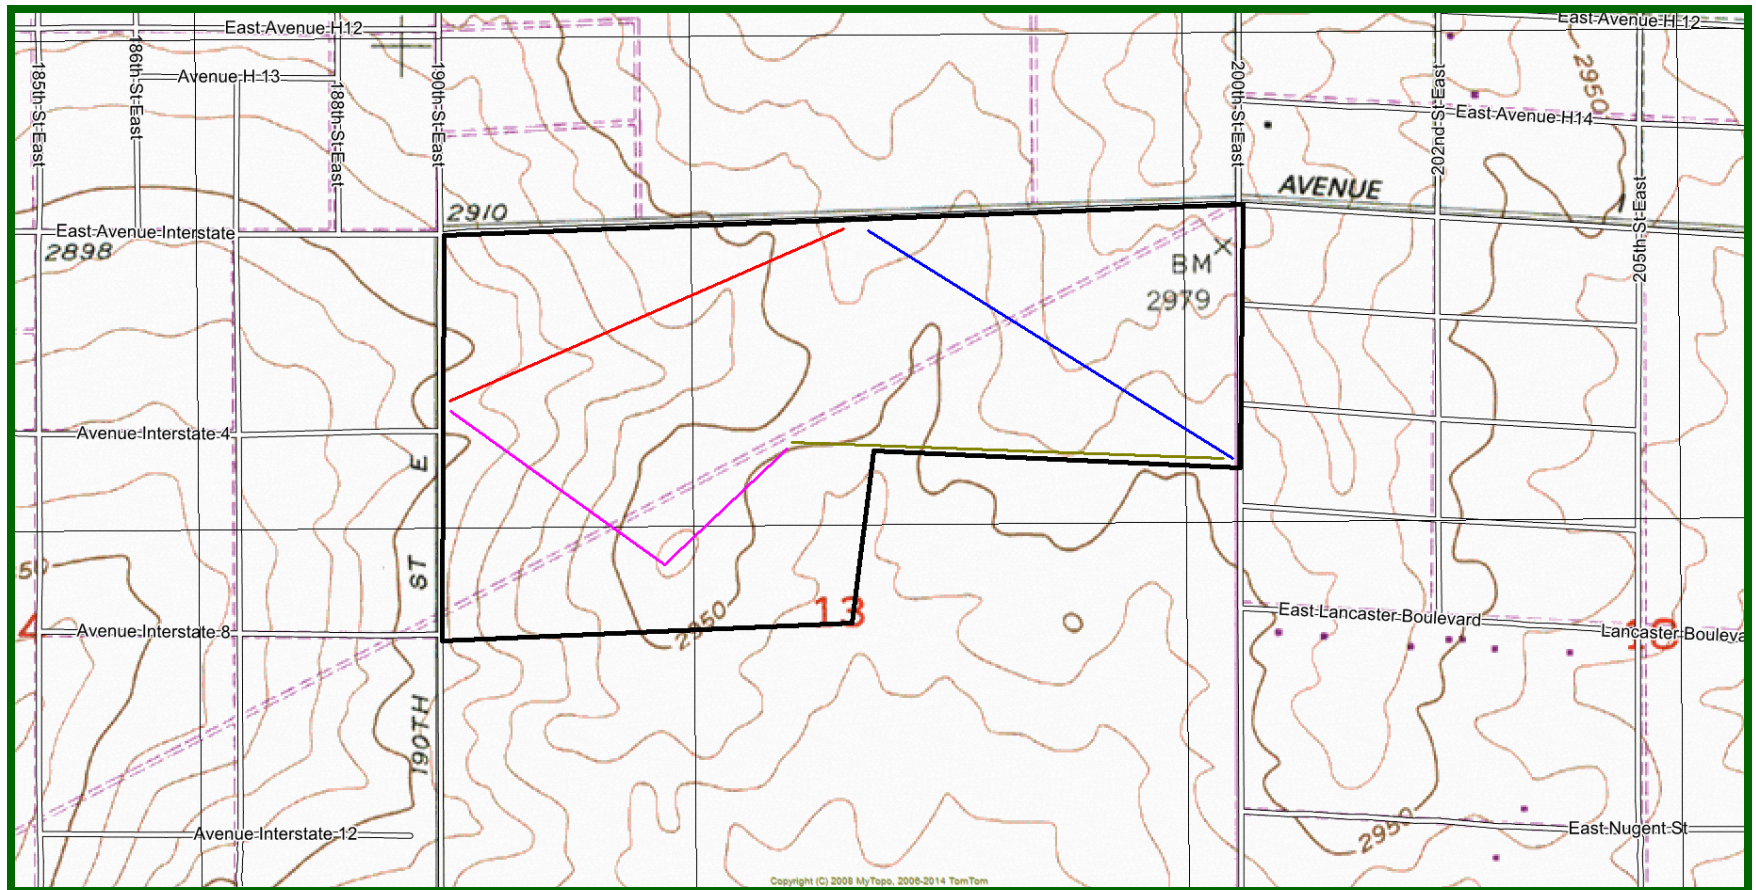 East Avenue H12
East Avenue H 12
Avenue H 13
185th St East
186th St East
188th St East
190th St East
200th St East
202nd St East
2950
East Avenue H14
AVENUE
I
205th St East
2910
East Avenue Interstate
2898
BM
2979
Avenue Interstate 4
E
ST
190TH
50
4
Avenue Interstate 8
2950
13
East Lancaster Boulevard
Lancaster Bouleva
18
Avenue Interstate 12
2950
East Nugent St
Copyright (C) 2008 MyTopo, 2006-2014 TomTom